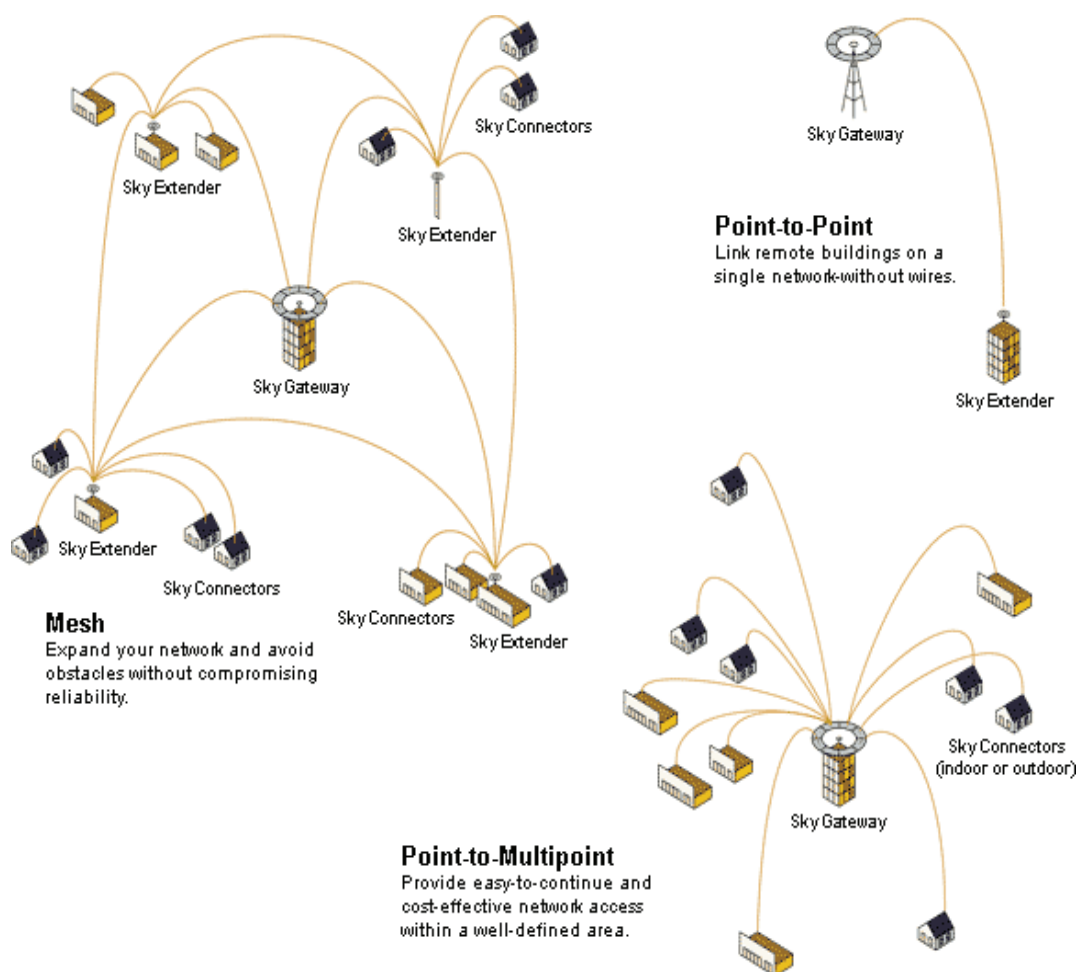 Sky Connectors
Sky Extender
Sky Extender
Sky Gateway
Sky Extender
Sky Connectors
Sky Connectors
Sky Extender
Mesh
Expand your network and avoid
obstacles without compromising
reliability.
Sky Gateway
Point-to-Point
Link remote buildings on a
single network-without wires.
Sky Extender
Sky Connectors
(indoor or outdoor)
Sky Gateway
Point-to-Multipoint
Provide easy-to-continue and
cost-effective network access
within a well-defined area.